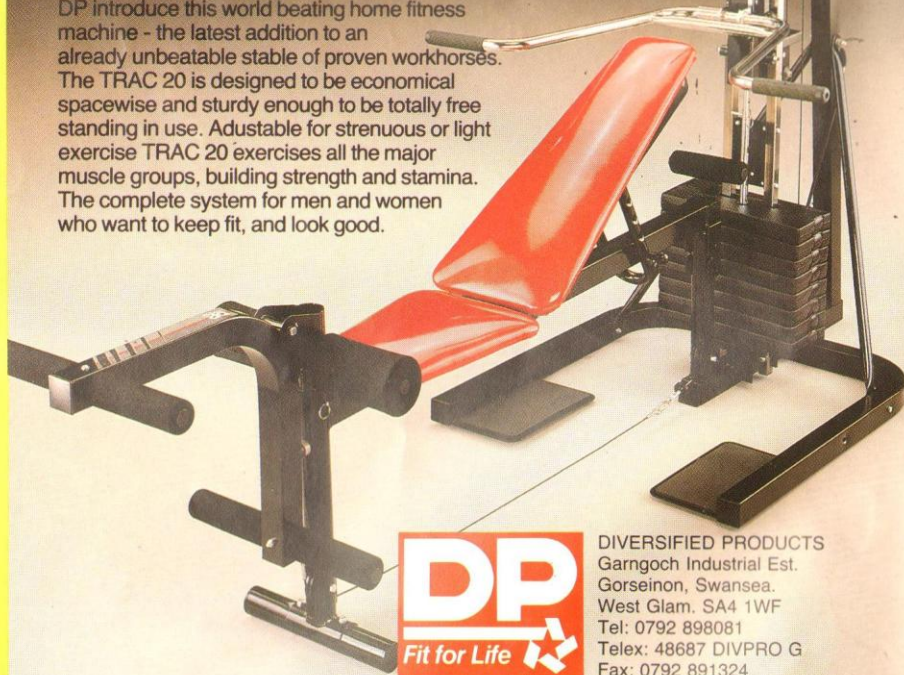 DP introduce this world beating home fitness
machine - the latest addition to an
already unbeatable stable of proven workhorses.
The TRAC 20 is designed to be economical
spacewise and sturdy enough to be totally free
standing in use. Adustable for strenuous or light
exercise TRAC 20 exercises all the major
muscle groups, building strength and stamina.
The complete system for men and women
who want to keep fit, and look good.
DP
Fit for Life
DIVERSIFIED PRODUCTS
Garngoch Industrial Est.
Gorseinon, Swansea.
West Glam. SA4 1WF
Tel: 0792 898081
Telex: 48687 DIVPRO G
Fax: 0792 891324